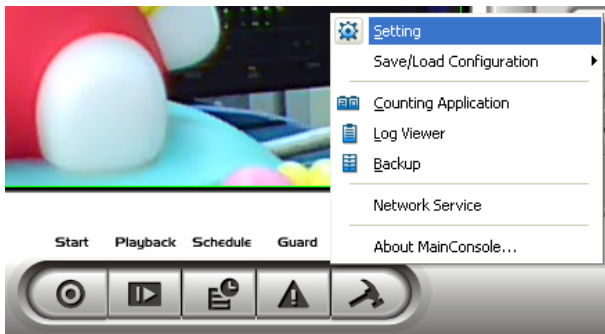 Setting
Save/Load Configuration
Counting Application
Log Viewer
Backup
Network Service
About MainConsole...
Start Playback Schedule Guard